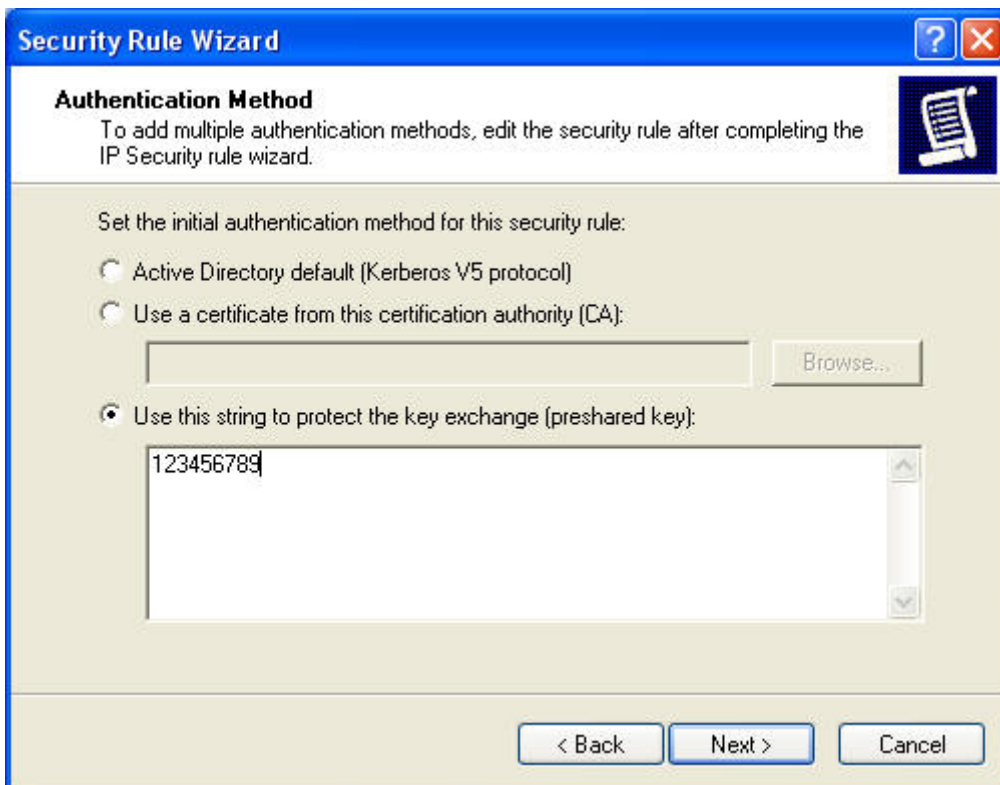 Security Rule Wizard
?
Authentication Method
To add multiple authentication methods, edit the security rule after completing the
IP Security rule wizard.
Set the initial authentication method for this security rule:
Active Directory default (Kerberos V5 protocol)
Use a certificate from this certification authority (CA):
Browse...
Use this string to protect the key exchange (preshared key):
123456789
< Back Next > Cancel